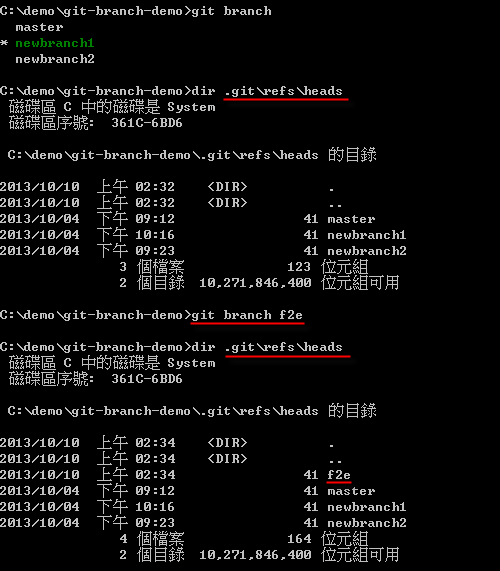 C:\demo\git-branch-demo>git branch
  master
* newbranch1
  newbranch2
C:\demo\git-branch-demo>dir .git\refs\heads
 磁碟區 C 中的磁碟是 System
 磁碟區序號:  361C-6BD6
 C:\demo\git-branch-demo\.git\refs\heads 的目錄
2013/10/10  上午 02:32    <DIR>          .
2013/10/10  上午 02:32    <DIR>          ..
2013/10/04  下午 09:12                41 master
2013/10/04  下午 10:16                41 newbranch1
2013/10/04  下午 09:23                41 newbranch2
               3 個檔案             123 位元組
               2 個目錄  10,271,846,400 位元組可用
C:\demo\git-branch-demo>git branch f2e
C:\demo\git-branch-demo>dir .git\refs\heads
 磁碟區 C 中的磁碟是 System
 磁碟區序號:  361C-6BD6
 C:\demo\git-branch-demo\.git\refs\heads 的目錄
2013/10/10  上午 02:34    <DIR>          .
2013/10/10  上午 02:34    <DIR>          ..
2013/10/10  上午 02:34                41 f2e
2013/10/04  下午 09:12                41 master
2013/10/04  下午 10:16                41 newbranch1
2013/10/04  下午 09:23                41 newbranch2
               4 個檔案             164 位元組
               2 個目錄  10,271,846,400 位元組可用